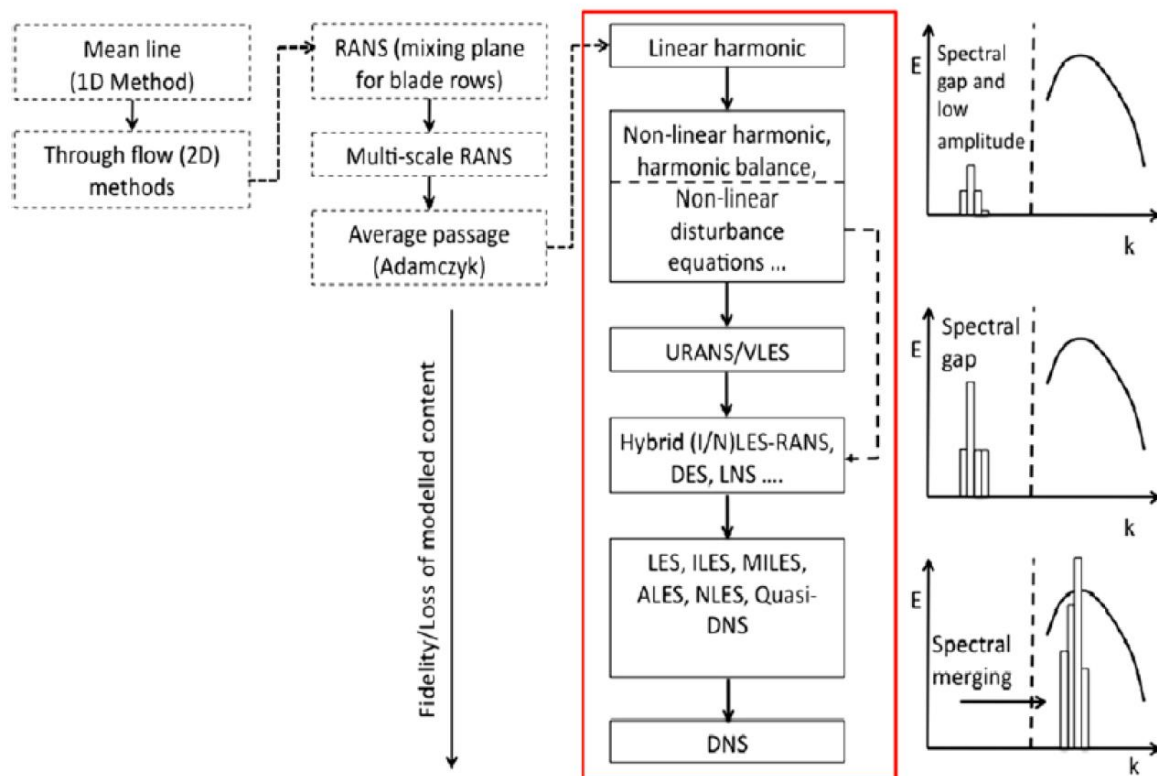 Mean line
(1D Method)
Through flow (2D)
methods
RANS (mixing plane
for blade rows)
Multi-scale RANS
Average passage
(Adamczyk)
Fidelity/Loss of modelled content
Linear harmonic
Non-linear harmonic,
harmonic balance,
Non-linear
disturbance
equations ...
URANS/VLES
Hybrid (I/N)LES-RANS,
DES, LNS ....
LES, ILES, MILES,
ALES, NLES, Quasi-
DNS
DNS
E
Spectral
gap and
low
amplitude
k
E
Spectral
gap
k
E
Spectral
merging
k